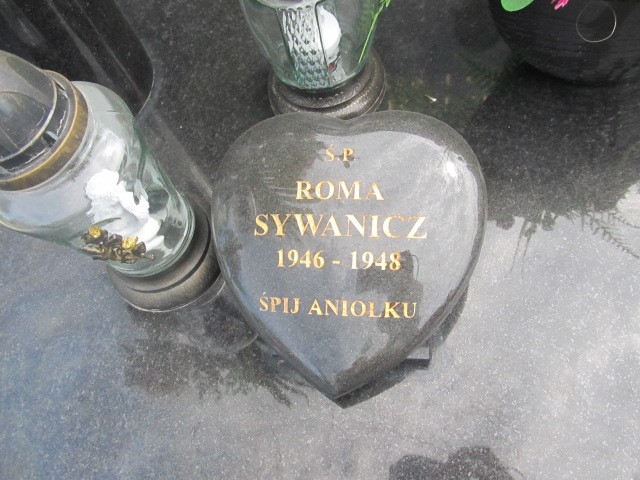 Ś.P.
ROMA
SYWANICZ
1946 - 1948
ŚPIJ ANIOŁKU